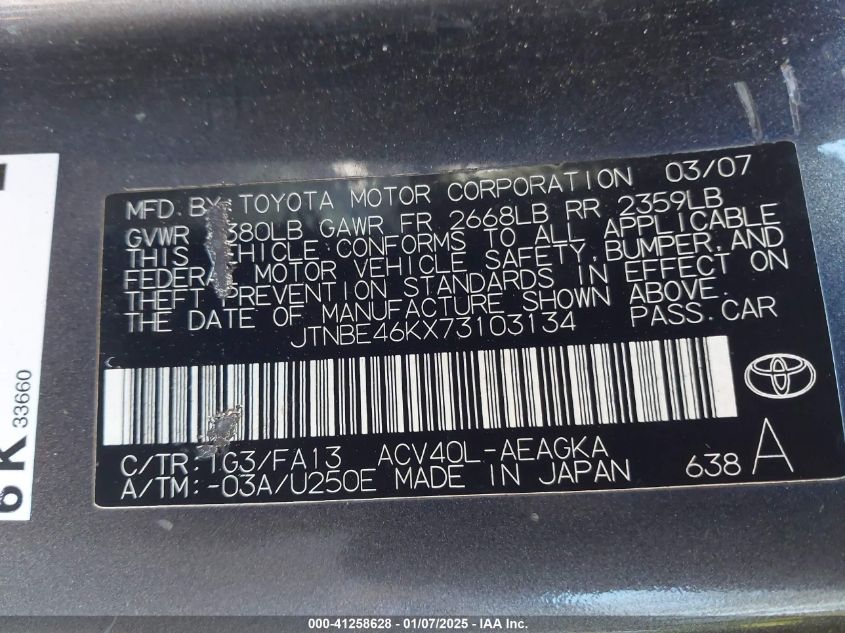 MFD BY TOYOTA MOTOR CORPORATION 03/07
GVWR 380LB GAWR FR 2668LB RR 2359LB
THIS VEHICLE CONFORMS TO ALL APPLICABLE
FEDERAL MOTOR VEHICLE SAFETY, BUMPER, AND
THEFT PREVENTION STANDARDS IN EFFECT ON
THE DATE OF MANUFACTURE SHOWN ABOVE.
JTNBE46KX73103134 PASS.CAR
C/TR: 1G3/FA13 ACV40L-AEAGKA
A/TM: -03A/U250E MADE IN JAPAN 638 A
6 K 33660
000-41258628 - 01/07/2025 - IAA Inc.